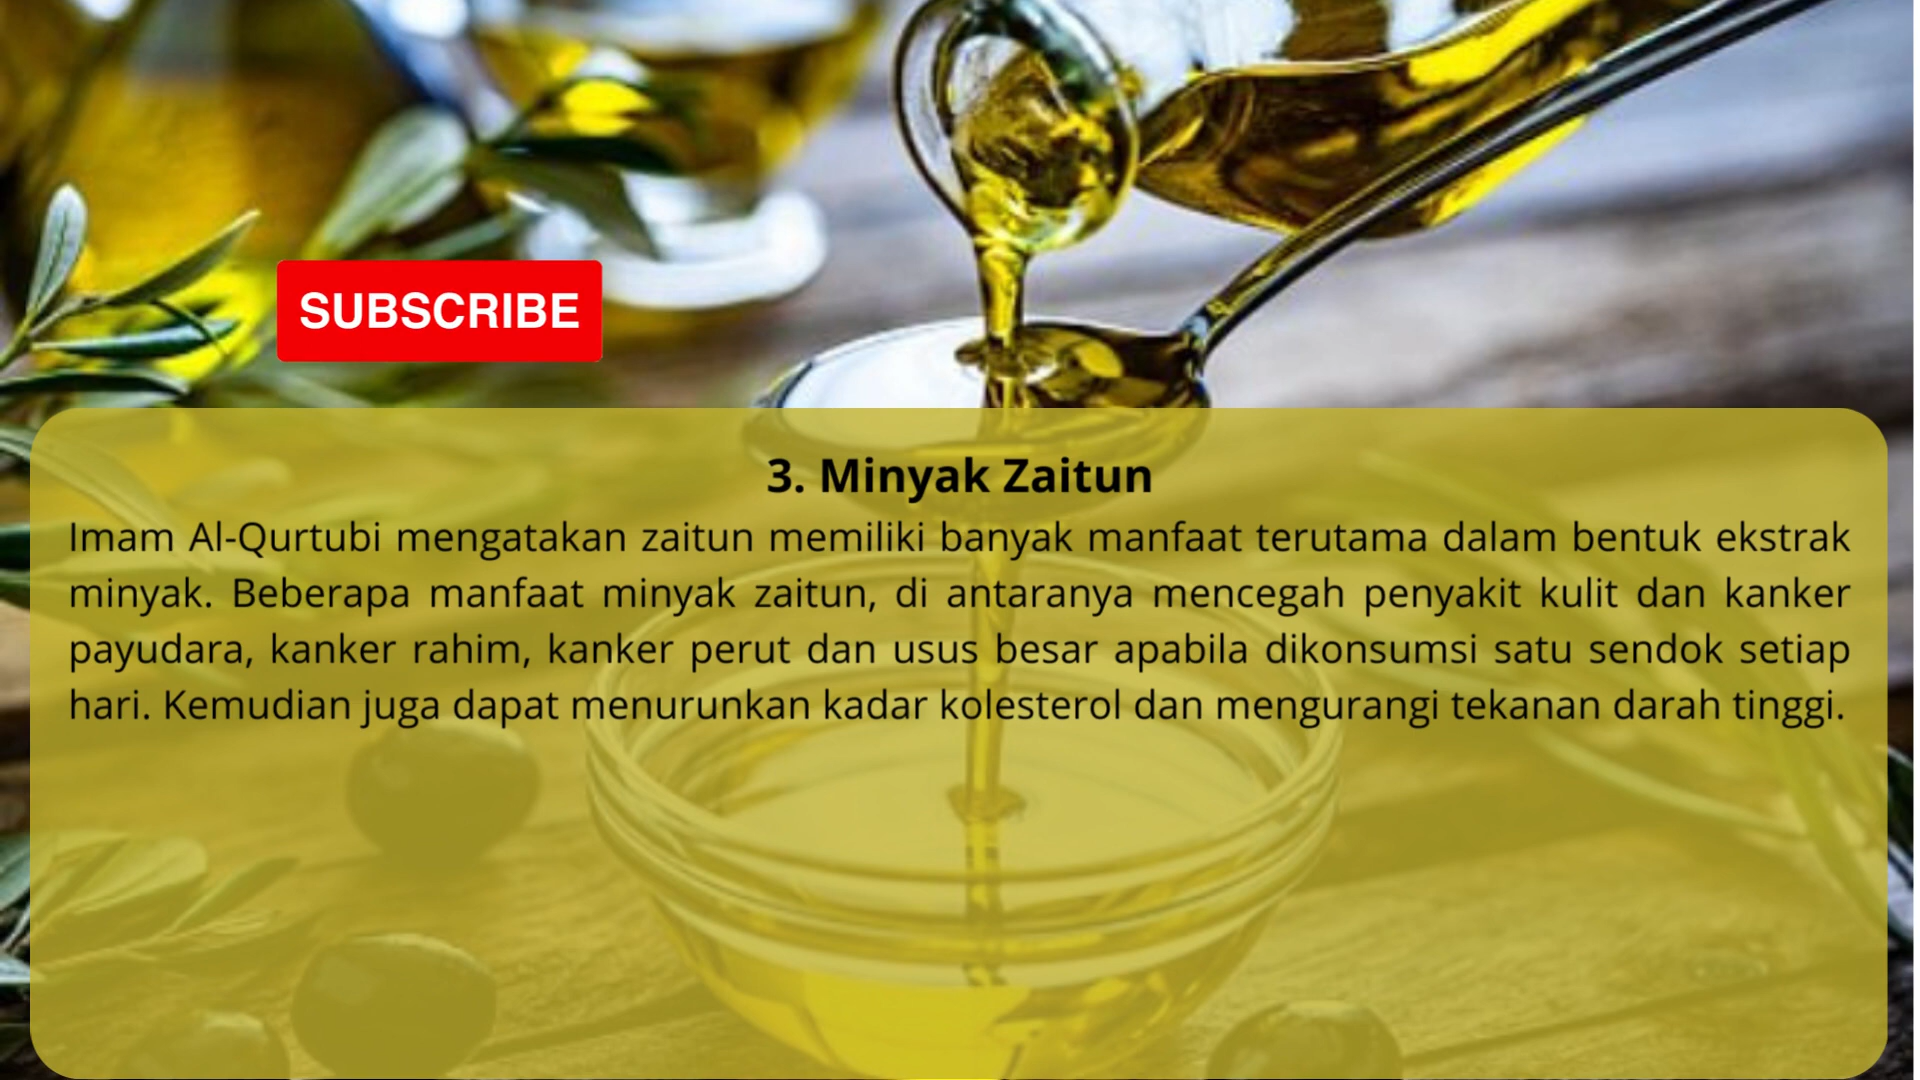 SUBSCRIBE
3. Minyak Zaitun
Imam Al-Qurtubi mengatakan zaitun memiliki banyak manfaat terutama dalam bentuk ekstrak
minyak. Beberapa manfaat minyak zaitun, di antaranya mencegah penyakit kulit dan kanker
payudara, kanker rahim, kanker perut dan usus besar apabila dikonsumsi satu sendok setiap
hari. Kemudian juga dapat menurunkan kadar kolesterol dan mengurangi tekanan darah tinggi.